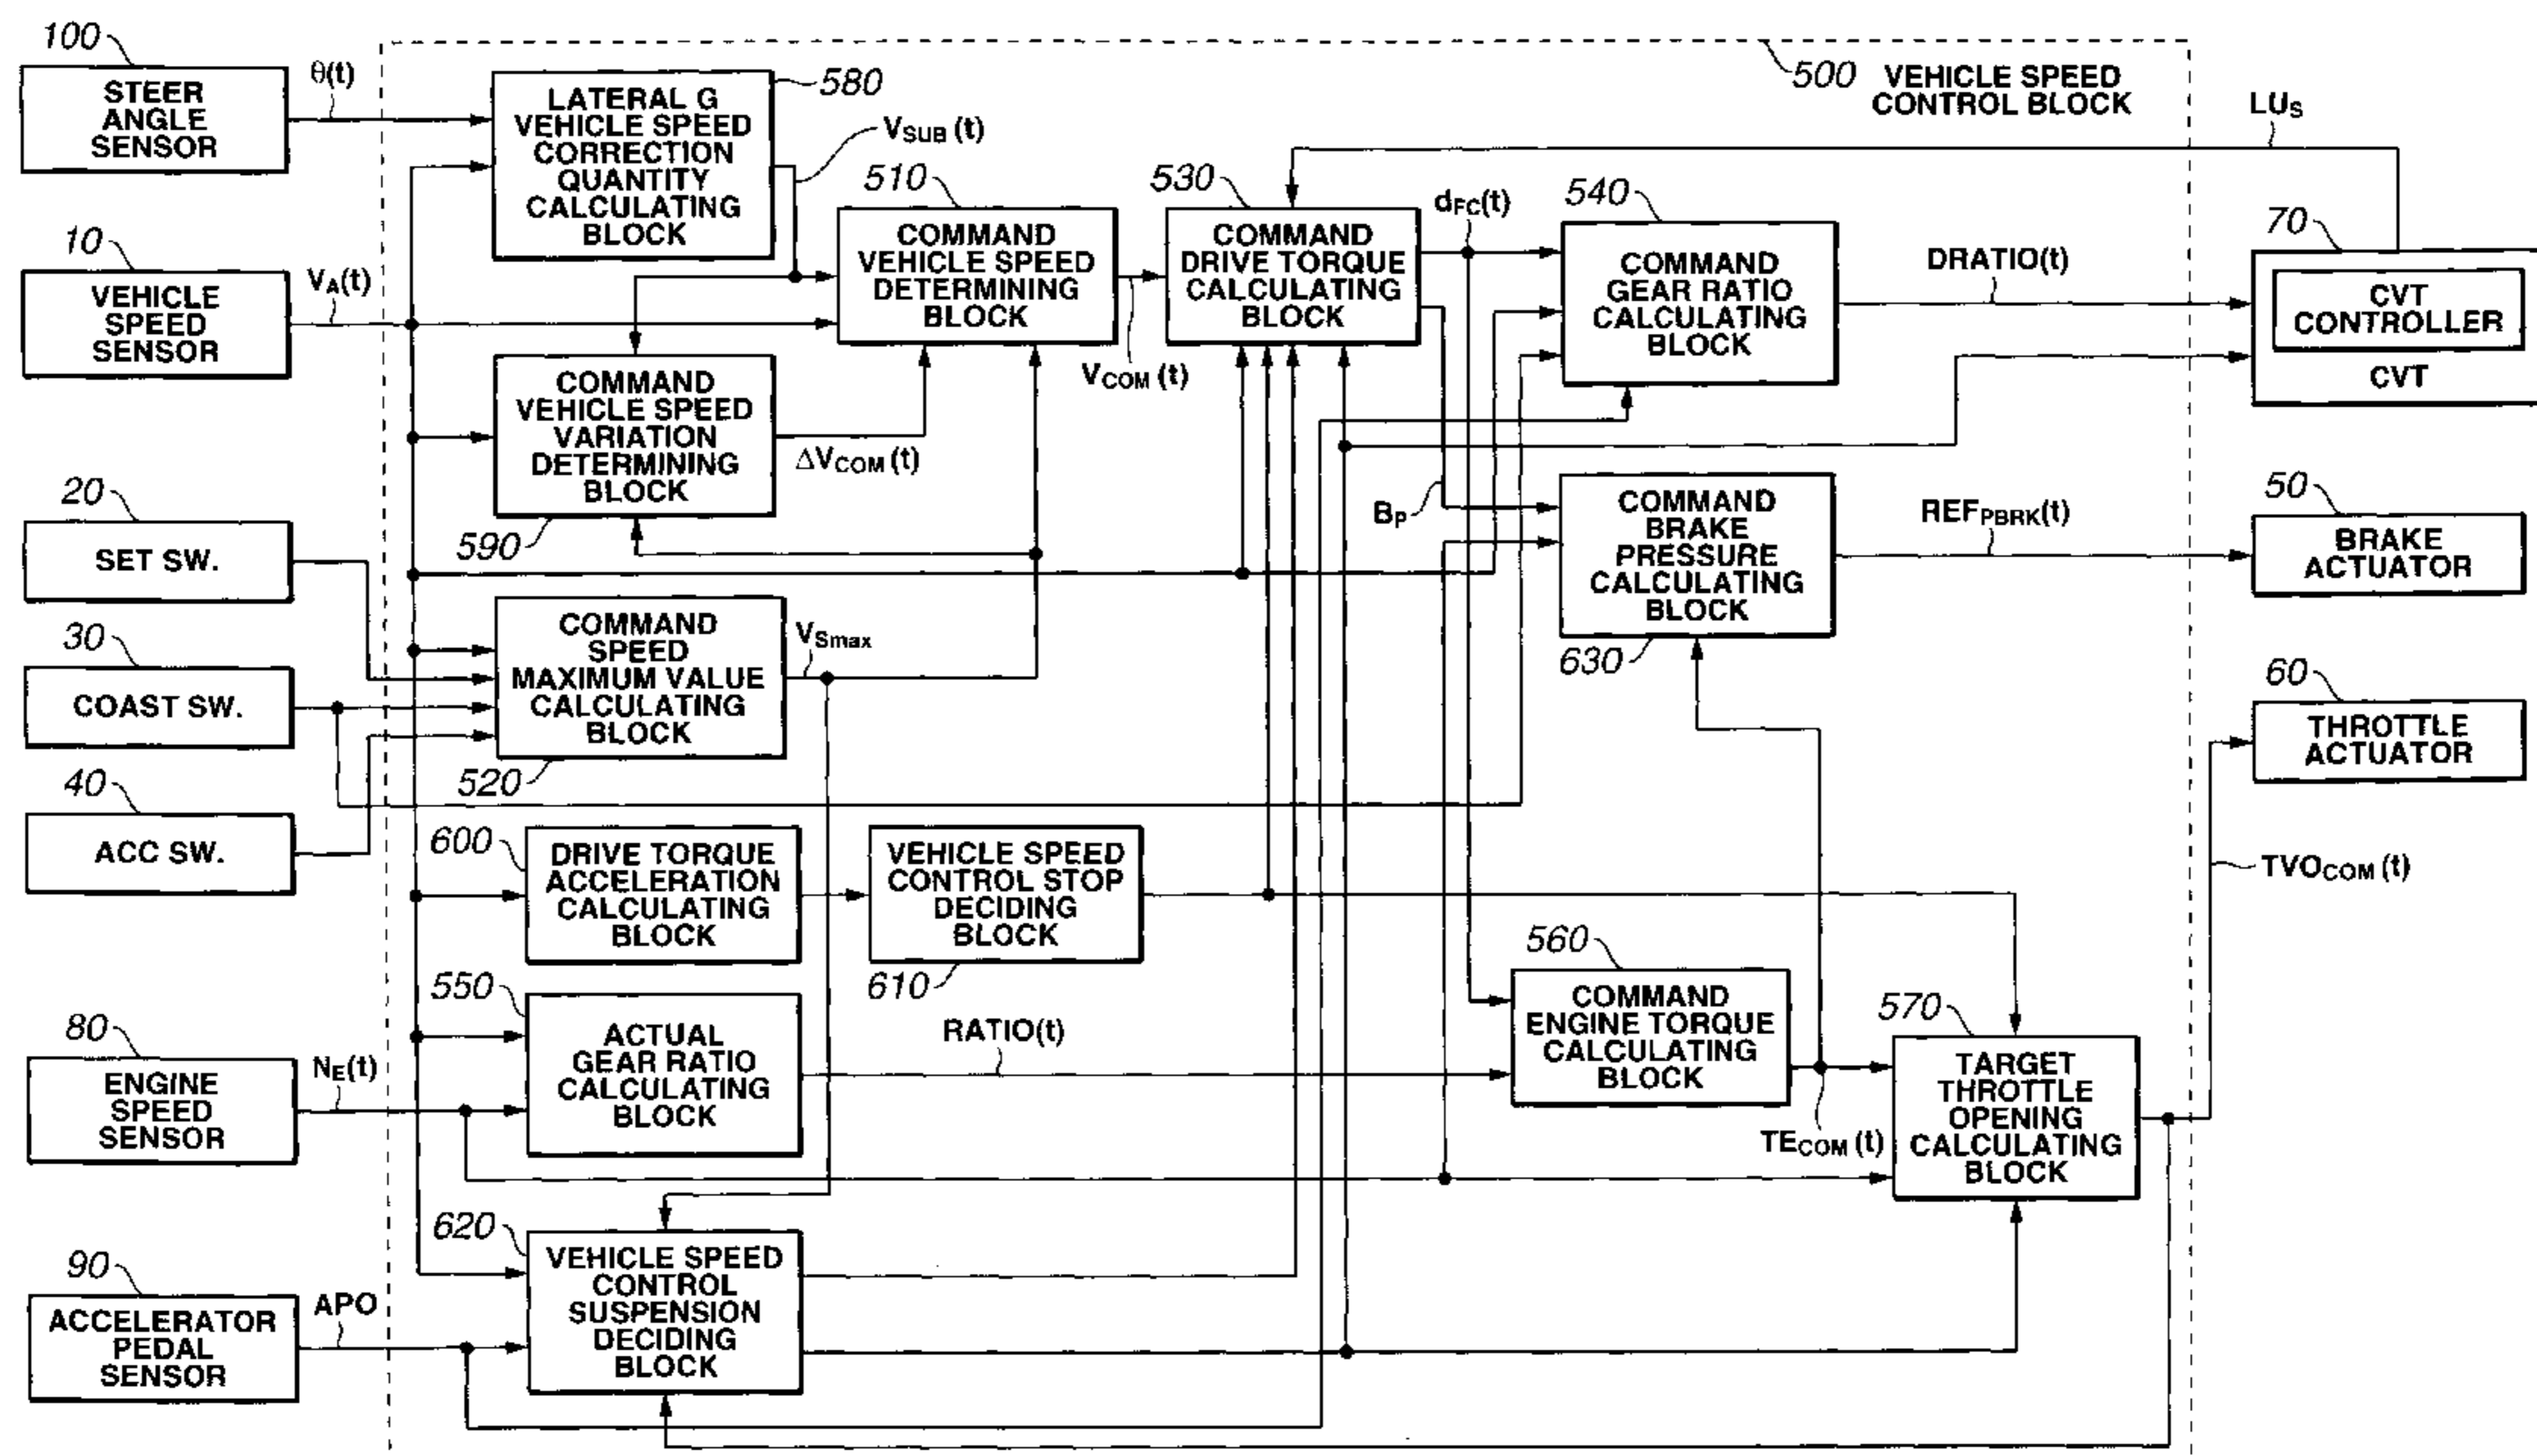 100
STEER
ANGLE
SENSOR
θ(t)
580
LATERAL G
VEHICLE SPEED
CORRECTION
QUANTITY
CALCULATING
BLOCK
VSUB (t)
500 VEHICLE SPEED
CONTROL BLOCK
LUS
10
VEHICLE
SPEED
SENSOR
VA(t)
510
COMMAND
VEHICLE SPEED
DETERMINING
BLOCK
VCOM (t)
530
COMMAND
DRIVE TORQUE
CALCULATING
BLOCK
dFC(t)
540
COMMAND
GEAR RATIO
CALCULATING
BLOCK
DRATIO(t)
70
CVT
CONTROLLER
CVT
COMMAND
VEHICLE SPEED
VARIATION
DETERMINING
BLOCK
590
ΔVCOM (t)
BP
COMMAND
BRAKE
PRESSURE
CALCULATING
BLOCK
630
REFPBRK(t)
50
BRAKE
ACTUATOR
20
SET SW.
30
COAST SW.
40
ACC SW.
COMMAND
SPEED
MAXIMUM VALUE
CALCULATING
BLOCK
520
VSmax
60
THROTTLE
ACTUATOR
600
DRIVE TORQUE
ACCELERATION
CALCULATING
BLOCK
VEHICLE SPEED
CONTROL STOP
DECIDING
BLOCK
610
TVOCOM (t)
80
ENGINE
SPEED
SENSOR
NE(t)
550
ACTUAL
GEAR RATIO
CALCULATING
BLOCK
RATIO(t)
560
COMMAND
ENGINE TORQUE
CALCULATING
BLOCK
TECOM (t)
570
TARGET
THROTTLE
OPENING
CALCULATING
BLOCK
90
ACCELERATOR
PEDAL
SENSOR
APO
620
VEHICLE SPEED
CONTROL
SUSPENSION
DECIDING
BLOCK